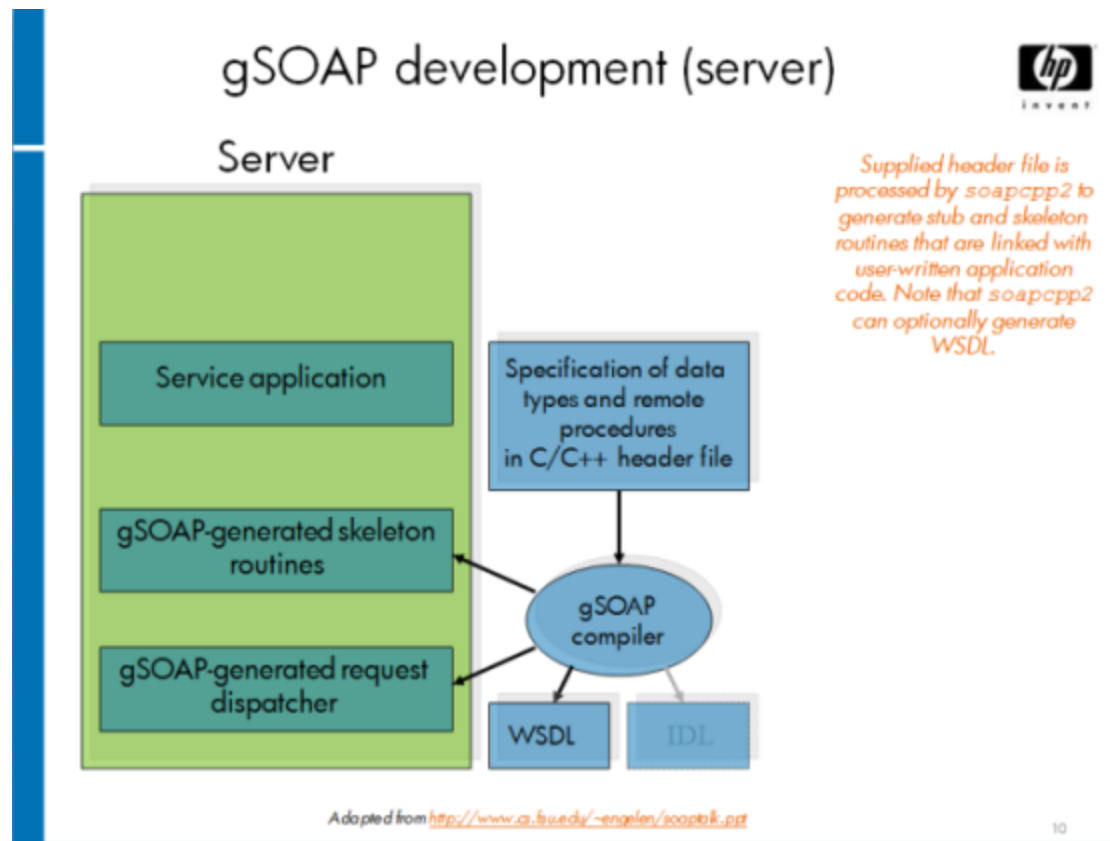 gSOAP development (server)
hp
invent
Server
Supplied header file is
processed by soapcpp2 to
generate stub and skeleton
routines that are linked with
user-written application
code. Note that soapcpp2
can optionally generate
WSDL.
Service application
Specification of data
types and remote
procedures
in C/C++ header file
gSOAP-generated skeleton
routines
gSOAP
compiler
gSOAP-generated request
dispatcher
WSDL
IDL
Adapted from http://www.cs.fsu.edu/~engelen/soaptalk.ppt
10